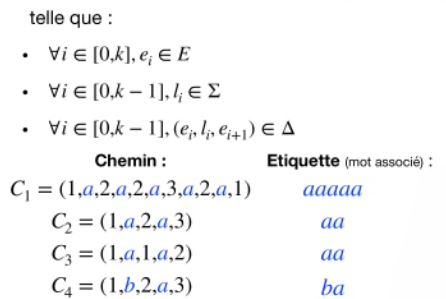 telle que :
• ∀i ∈ [0,k], eᵢ ∈ E
• ∀i ∈ [0,k − 1], lᵢ ∈ Σ
• ∀i ∈ [0,k − 1], (eᵢ, lᵢ, eᵢ₊₁) ∈ Δ
Chemin : Etiquette (mot associé) :
C₁ = (1,a,2,a,2,a,3,a,2,a,1) aaaaa
C₂ = (1,a,2,a,3) aa
C₃ = (1,a,1,a,2) aa
C₄ = (1,b,2,a,3) ba